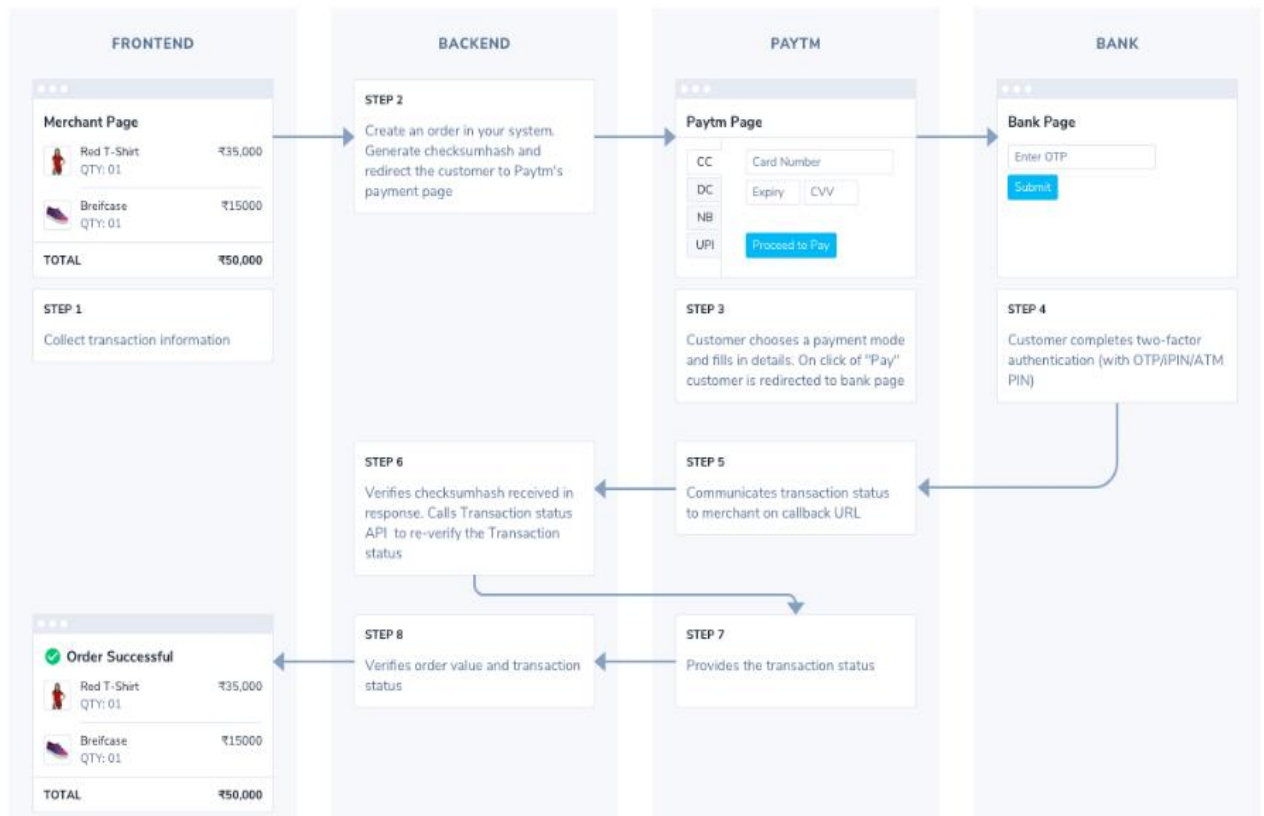 FRONTEND
BACKEND
PAYTM
BANK
Merchant Page
Red T-Shirt ₹35,000
QTY: 01
Breifcase ₹15000
QTY: 01
TOTAL ₹50,000
STEP 1
Collect transaction information
STEP 2
Create an order in your system.
Generate checksumhash and
redirect the customer to Paytm's
payment page
Paytm Page
CC
DC
NB
UPI
Card Number
Expiry
CVV
Proceed to Pay
STEP 3
Customer chooses a payment mode
and fills in details. On click of "Pay"
customer is redirected to bank page
Bank Page
Enter OTP
Submit
STEP 4
Customer completes two-factor
authentication (with OTP/IPIN/ATM
PIN)
STEP 5
Communicates transaction status
to merchant on callback URL
STEP 6
Verifies checksumhash received in
response. Calls Transaction status
API to re-verify the Transaction
status
STEP 7
Provides the transaction status
STEP 8
Verifies order value and transaction
status
Order Successful
Red T-Shirt ₹35,000
QTY: 01
Breifcase ₹15000
QTY: 01
TOTAL ₹50,000